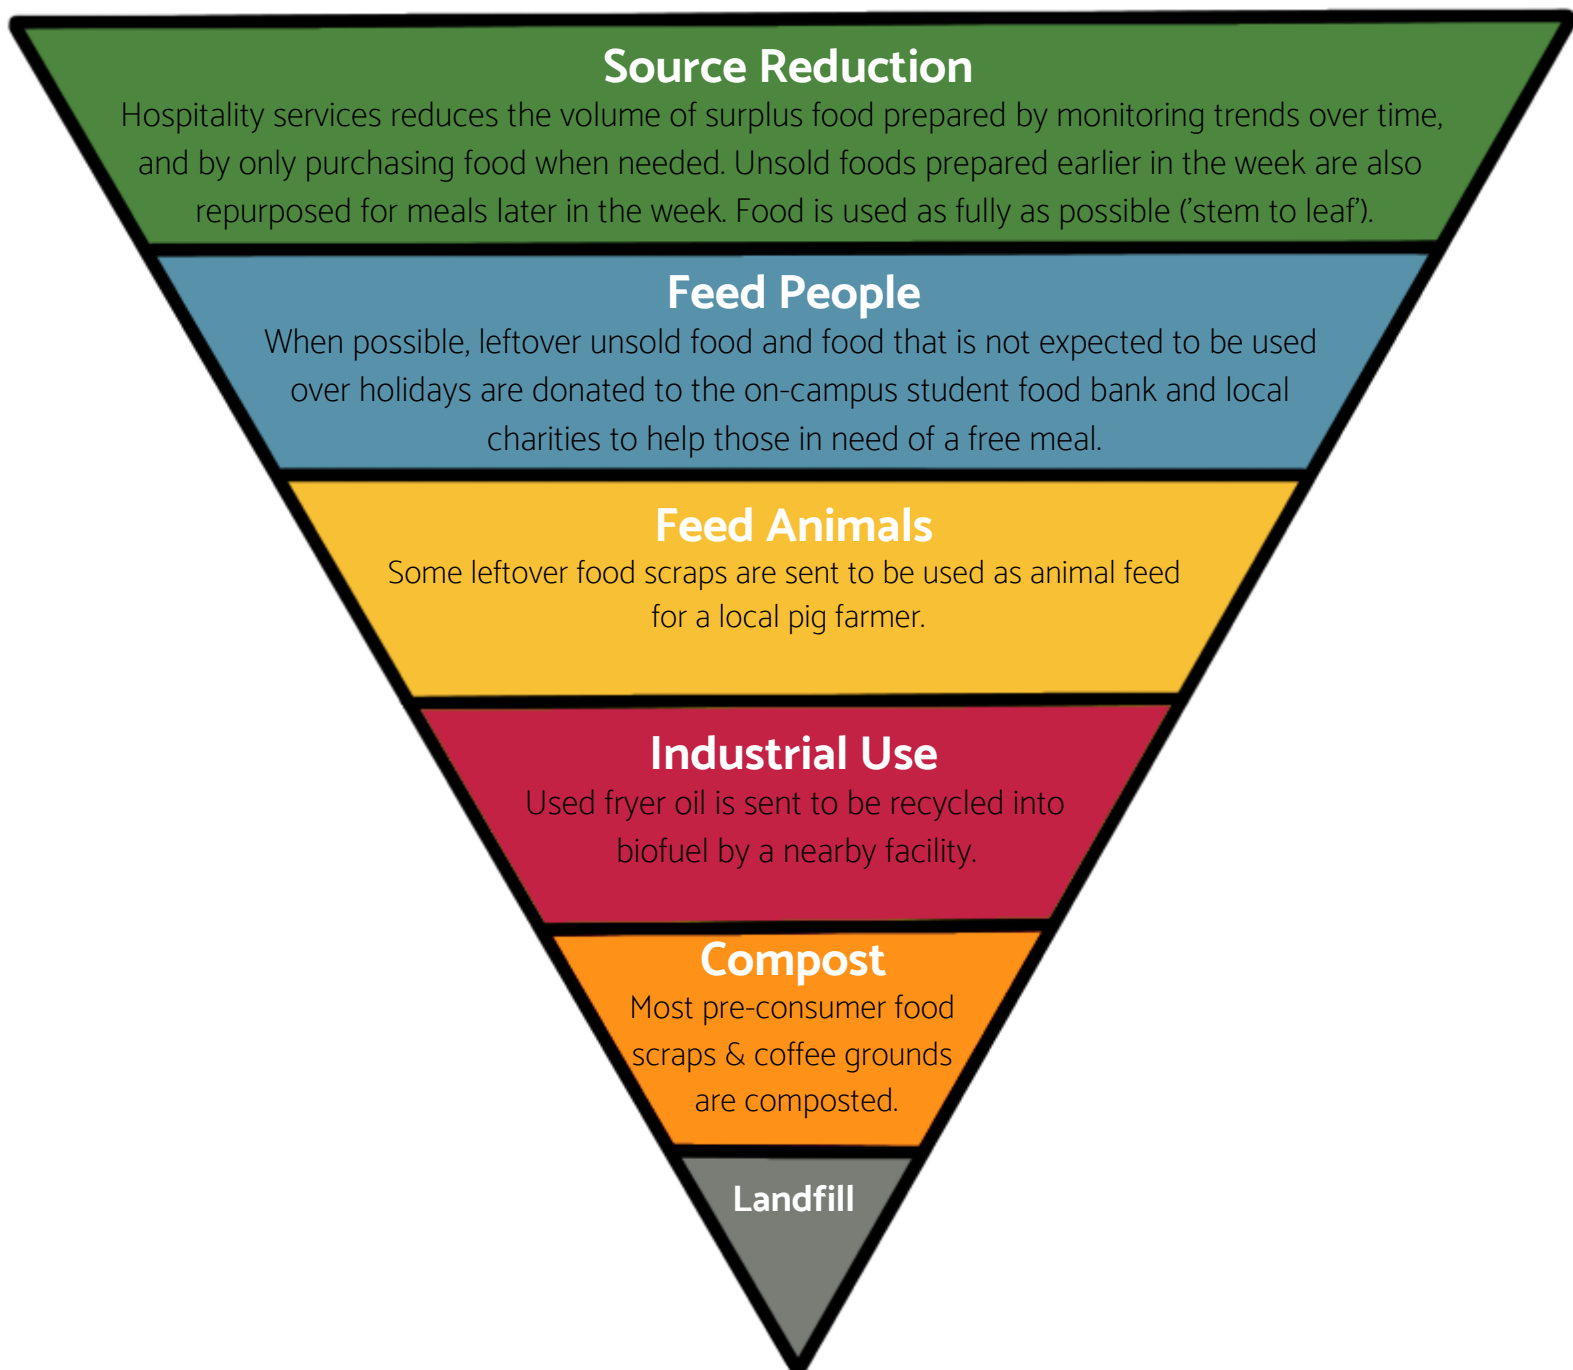 Source Reduction
Hospitality services reduces the volume of surplus food prepared by monitoring trends over time,
and by only purchasing food when needed. Unsold foods prepared earlier in the week are also
repurposed for meals later in the week. Food is used as fully as possible ('stem to leaf').
Feed People
When possible, leftover unsold food and food that is not expected to be used
over holidays are donated to the on-campus student food bank and local
charities to help those in need of a free meal.
Feed Animals
Some leftover food scraps are sent to be used as animal feed
for a local pig farmer.
Industrial Use
Used fryer oil is sent to be recycled into
biofuel by a nearby facility.
Compost
Most pre-consumer food
scraps & coffee grounds
are composted.
Landfill